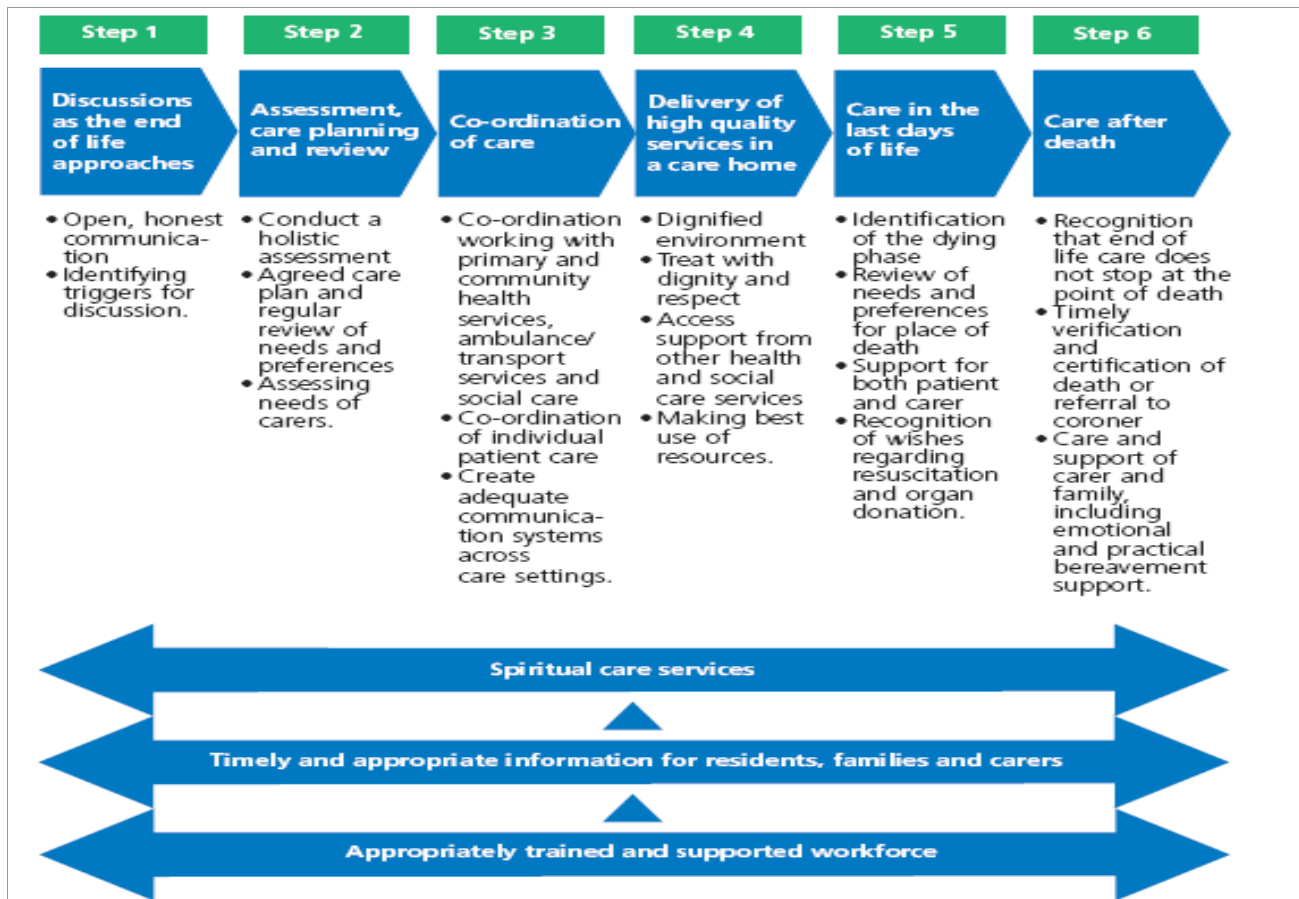 Step 1
Step 2
Step 3
Step 4
Step 5
Step 6
Discussions
as the end
of life
approaches
Assessment,
care planning
and review
Co-ordination
of care
Delivery of
high quality
services in
a care home
Care in the
last days
of life
Care after
death
• Open, honest
communica-
tion
• Identifying
triggers for
discussion.
• Conduct a
holistic
assessment
• Agreed care
plan and
regular
review of
needs and
preferences
• Assessing
needs of
carers.
• Co-ordination
working with
primary and
community
health
services,
ambulance/
transport
services and
social care
• Co-ordination
of individual
patient care
• Create
adequate
communica-
tion systems
across
care settings.
• Dignified
environment
• Treat with
dignity and
respect
• Access
support from
other health
and social
care services
• Making best
use of
resources.
• Identification
of the dying
phase
• Review of
needs and
preferences
for place of
death
• Support for
both patient
and carer
• Recognition
of wishes
regarding
resuscitation
and organ
donation.
• Recognition
that end of
life care does
not stop at the
point of death
• Timely
verification
and
certification of
death or
referral to
coroner
• Care and
support of
carer and
family,
including
emotional
and practical
bereavement
support.
Spiritual care services
Timely and appropriate information for residents, families and carers
Appropriately trained and supported workforce